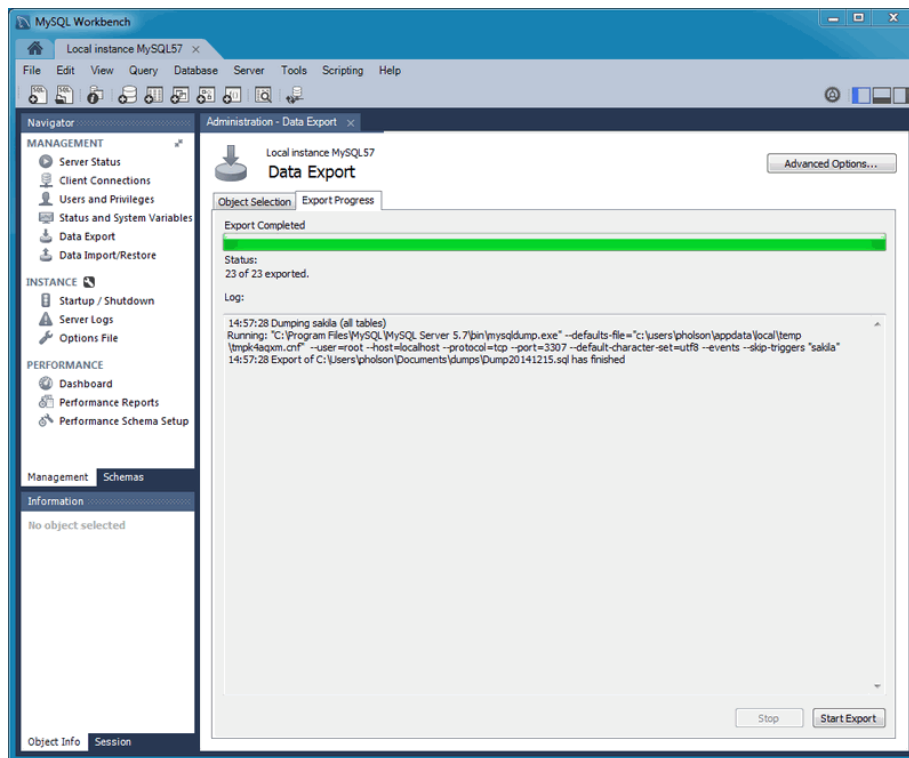 MySQL Workbench
Local instance MySQL57
File Edit View Query Database Server Tools Scripting Help
Navigator
MANAGEMENT
Server Status
Client Connections
Users and Privileges
Status and System Variables
Data Export
Data Import/Restore
INSTANCE
Startup / Shutdown
Server Logs
Options File
PERFORMANCE
Dashboard
Performance Reports
Performance Schema Setup
Management Schemas
Information
No object selected
Object Info Session
Administration - Data Export
Local instance MySQL57
Data Export
Advanced Options...
Object Selection Export Progress
Export Completed
Status:
23 of 23 exported.
Log:
14:57:28 Dumping sakila (all tables)
Running: "C:\Program Files\MySQL\MySQL Server 5.7\bin\mysqldump.exe" --defaults-file="c:\users\pholson\appdata\local\temp
\tmpk4aqxm.cnf" --user=root --host=localhost --protocol=tcp --port=3307 --default-character-set=utf8 --events --skip-triggers "sakila"
14:57:28 Export of C:\Users\pholson\Documents\dumps\Dump20141215.sql has finished
Stop Start Export